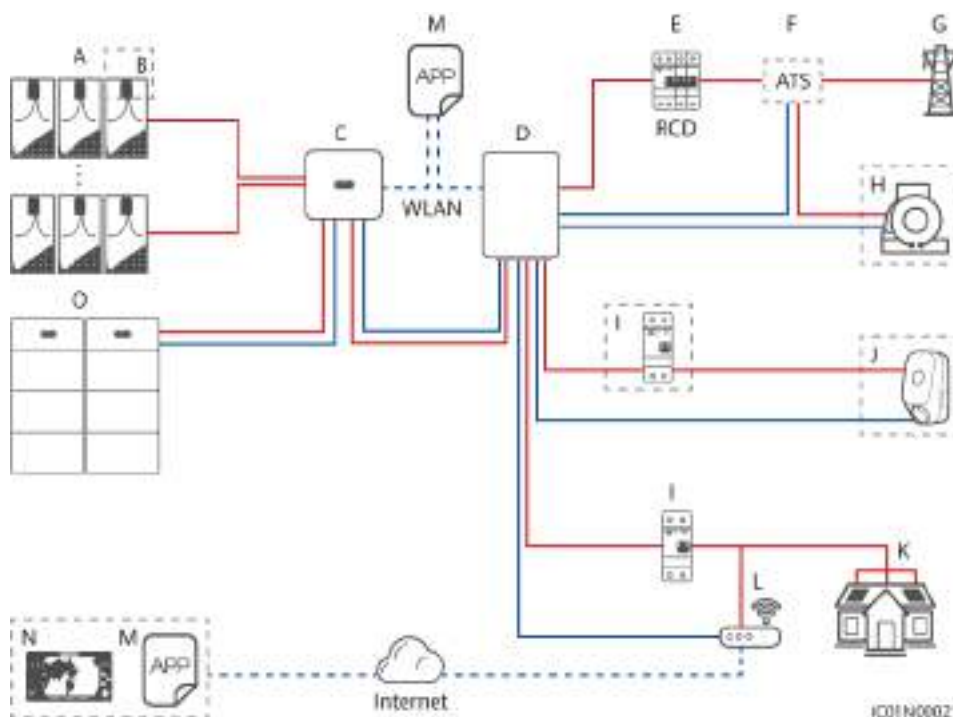 M
E
F
G
A
B
APP
ATS
C
D
RCD
H
WLAN
O
I
J
I
K
L
N
M
APP
Internet
IC01N0002